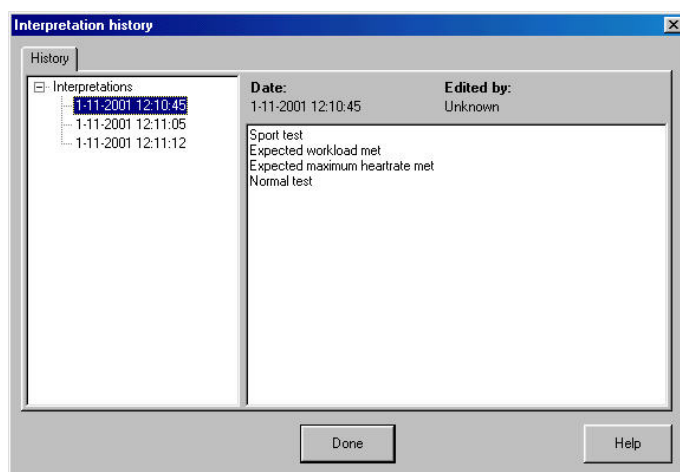 Interpretation history
History
Interpretations
1-11-2001 12:10:45
1-11-2001 12:11:05
1-11-2001 12:11:12
Date:
Edited by:
1-11-2001 12:10:45
Unknown
Sport test
Expected workload met
Expected maximum heartrate met
Normal test
Done
Help